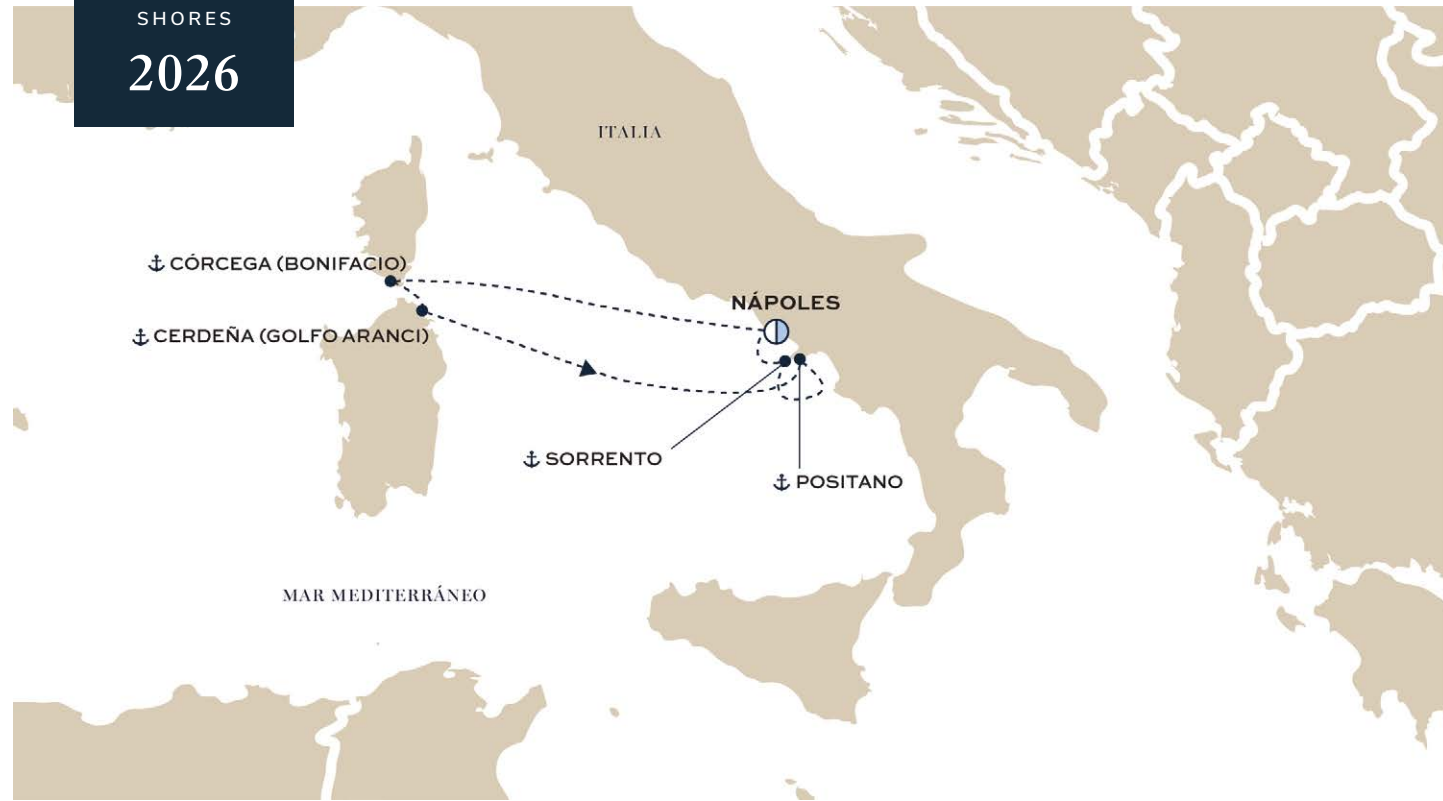 SHORES
2026
ITALIA
CÓRCEGA (BONIFACIO)
NÁPOLES
CERDEÑA (GOLFO ARANCI)
SORRENTO
POSITANO
MAR MEDITERRÁNEO